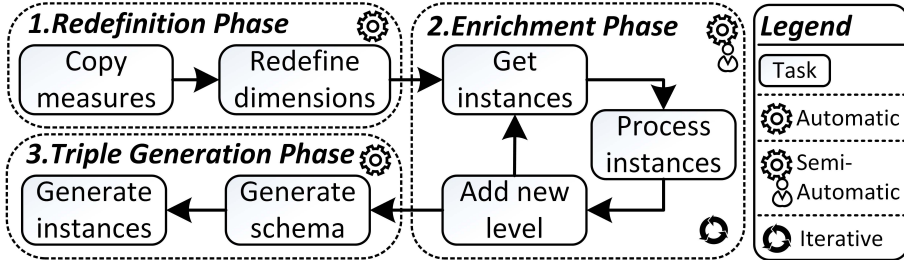 1.Redefinition Phase
Copy
measures
Redefine
dimensions
2.Enrichment Phase
Get
instances
Process
instances
Add new
level
3.Triple Generation Phase
Generate
schema
Generate
instances
Legend
Task
Automatic
Semi-
Automatic
Iterative